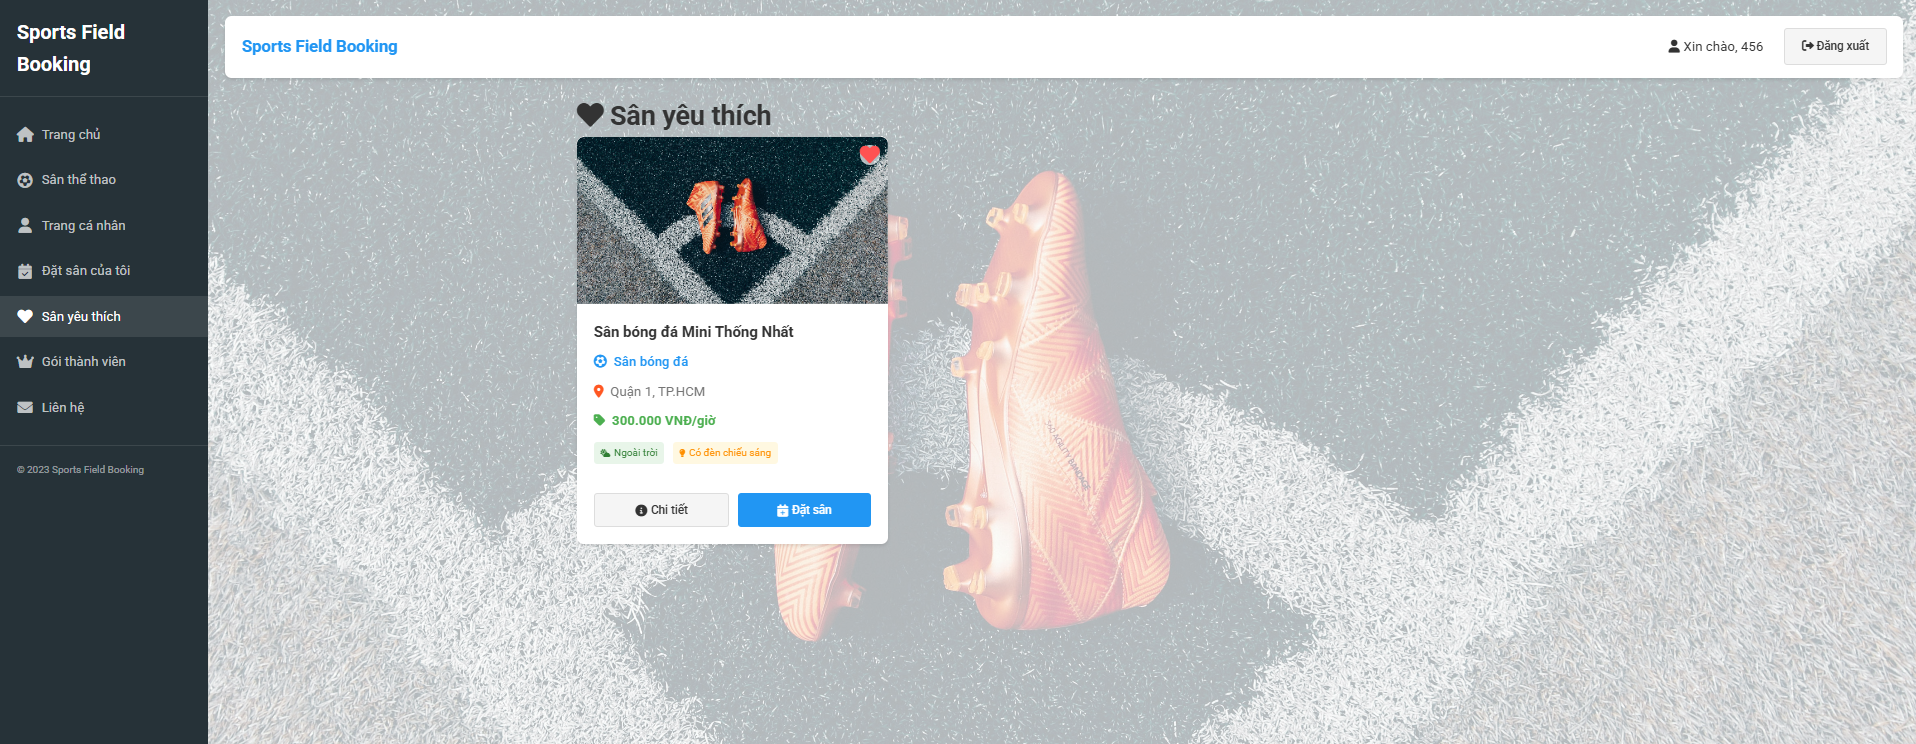 Sports Field
Booking
Trang chủ
Sân thể thao
Trang cá nhân
Đặt sân của tôi
Sân yêu thích
Gói thành viên
Liên hệ
© 2023 Sports Field Booking
Sports Field Booking
Xin chào, 456
Đăng xuất
Sân yêu thích
Sân bóng đá Mini Thống Nhất
Sân bóng đá
Quận 1, TP.HCM
300.000 VNĐ/giờ
Ngoài trời
Có đèn chiếu sáng
Chi tiết
Đặt sân